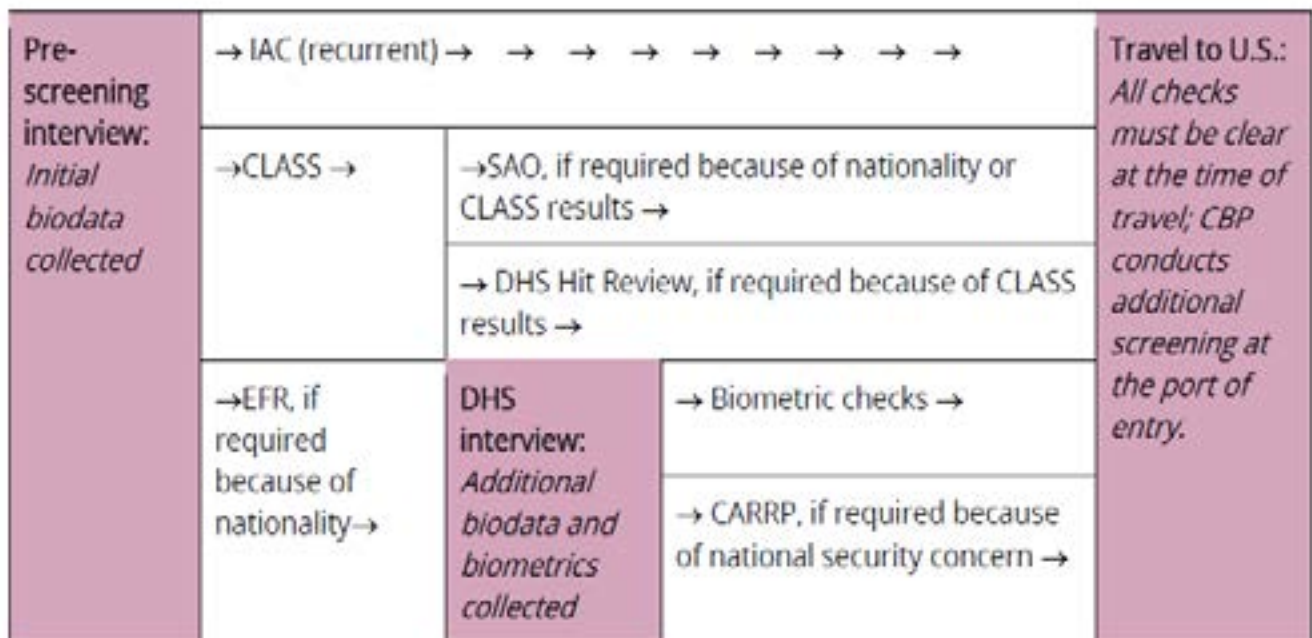 Pre-
screening
interview:
Initial
biodata
collected
→ IAC (recurrent) → → → → → → → → →
→CLASS →
→SAO, if required because of nationality or
CLASS results →
→ DHS Hit Review, if required because of CLASS
results →
→EFR, if
required
because of
nationality→
DHS
interview:
Additional
biodata and
biometrics
collected
→ Biometric checks →
→ CARRP, if required because
of national security concern →
Travel to U.S.:
All checks
must be clear
at the time of
travel; CBP
conducts
additional
screening at
the port of
entry.